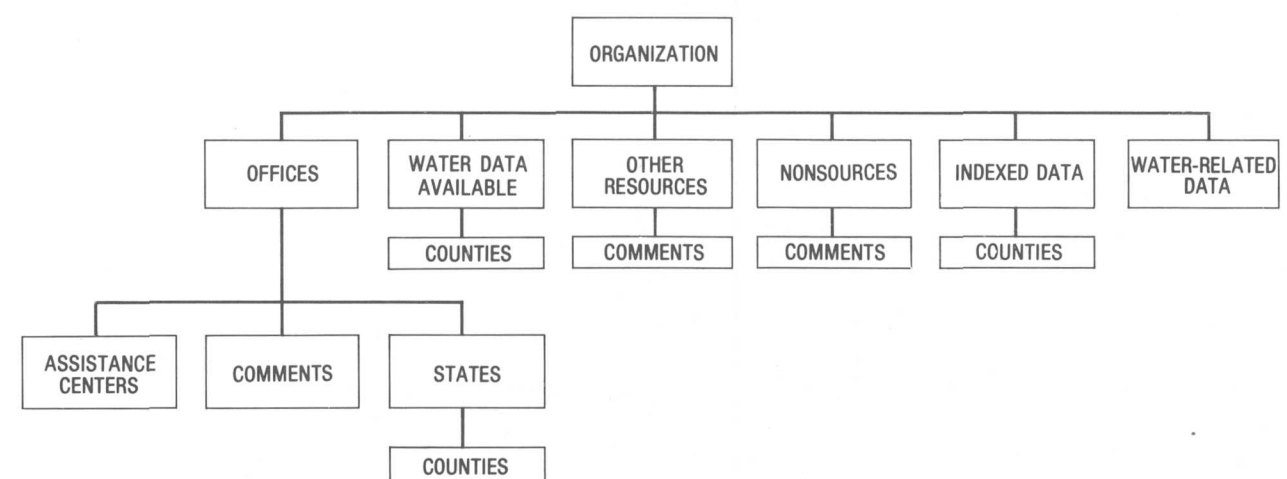 ORGANIZATION
OFFICES
WATER DATA
AVAILABLE
OTHER
RESOURCES
NONSOURCES
INDEXED DATA
WATER-RELATED
DATA
COUNTIES
COMMENTS
COMMENTS
COUNTIES
ASSISTANCE
CENTERS
COMMENTS
STATES
COUNTIES